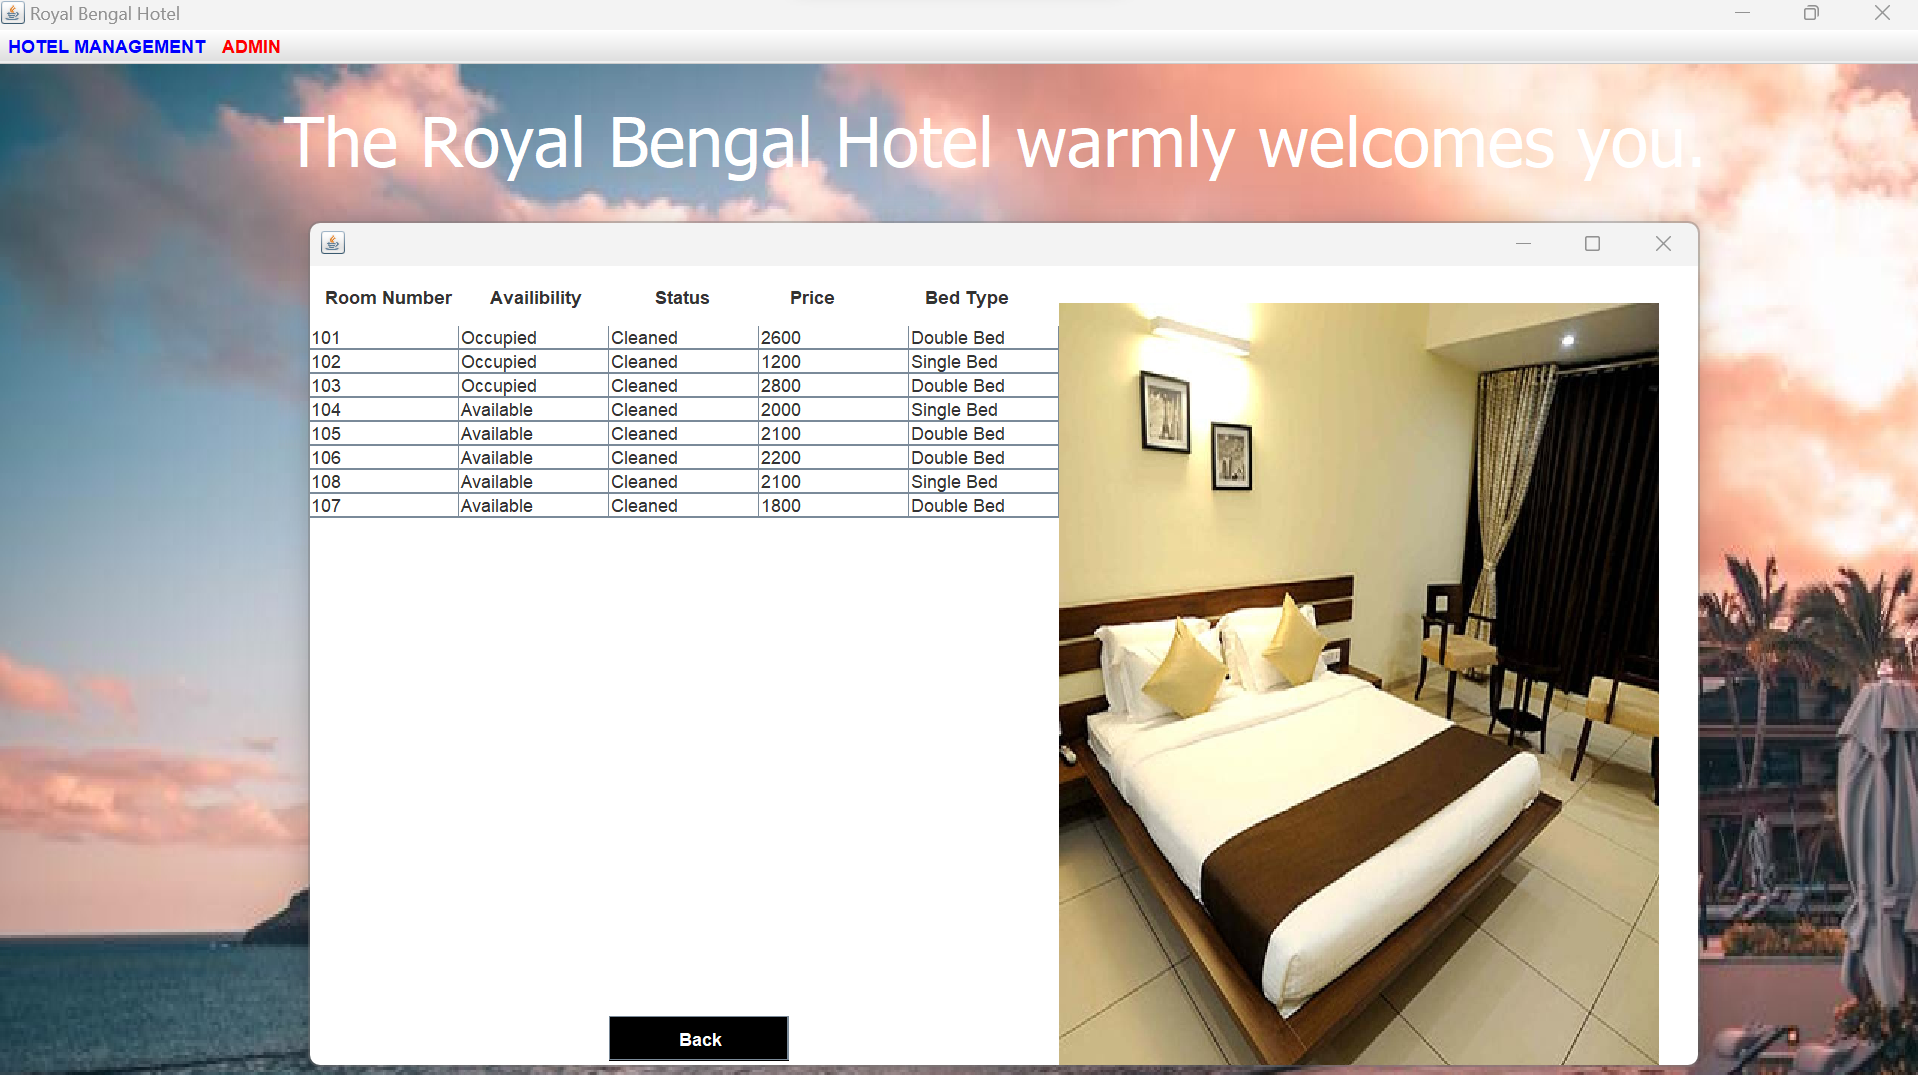 Royal Bengal Hotel
HOTEL MANAGEMENT ADMIN
The Royal Bengal Hotel warmly welcomes you.
Room Number Availibility Status Price Bed Type
101 Occupied Cleaned 2600 Double Bed
102 Occupied Cleaned 1200 Single Bed
103 Occupied Cleaned 2800 Double Bed
104 Available Cleaned 2000 Single Bed
105 Available Cleaned 2100 Double Bed
106 Available Cleaned 2200 Double Bed
108 Available Cleaned 2100 Single Bed
107 Available Cleaned 1800 Double Bed
Back